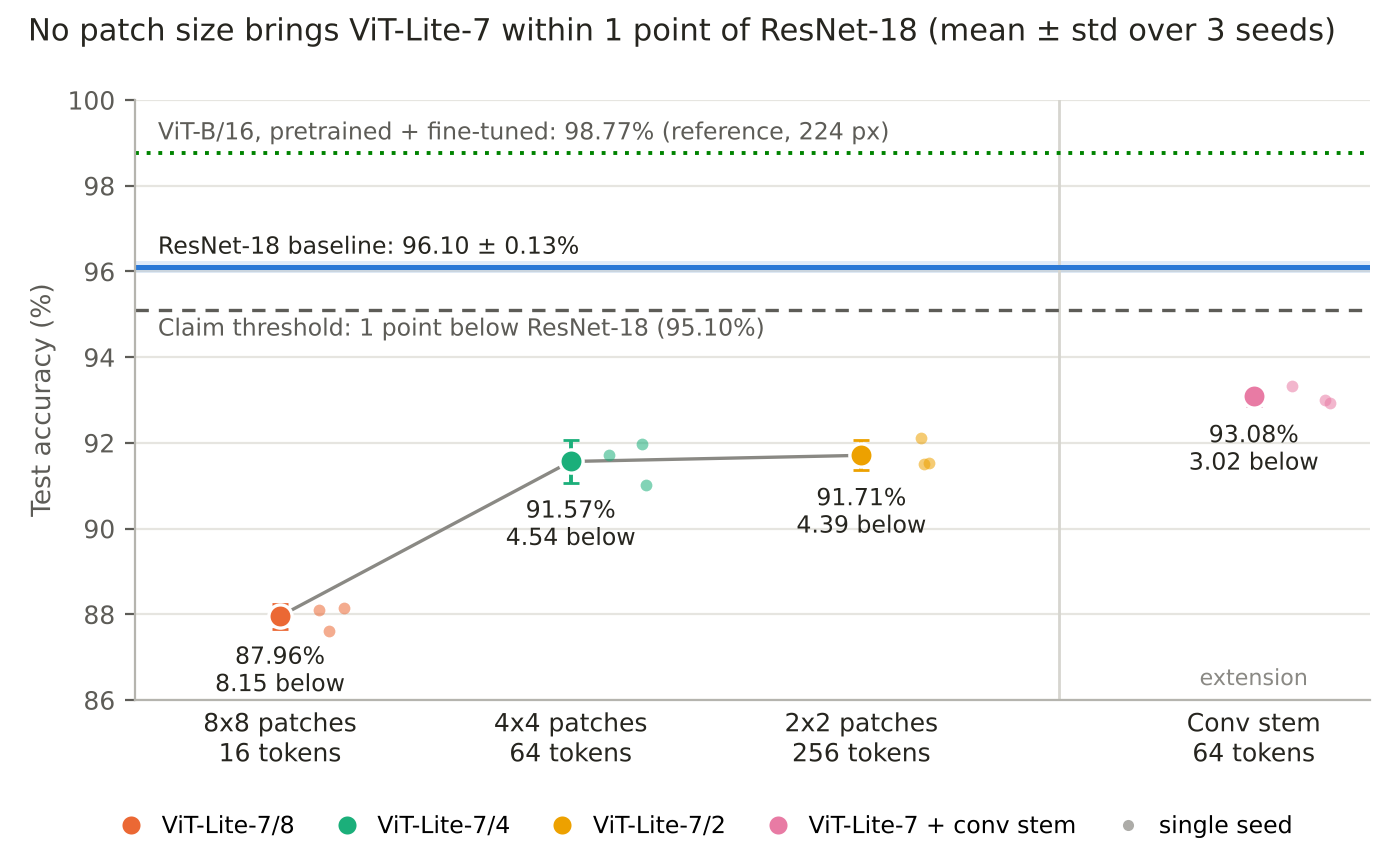 No patch size brings ViT-Lite-7 within 1 point of ResNet-18 (mean ± std over 3 seeds)
Test accuracy (%)
100
98
96
94
92
90
88
86
ViT-B/16, pretrained + fine-tuned: 98.77% (reference, 224 px)
ResNet-18 baseline: 96.10 ± 0.13%
Claim threshold: 1 point below ResNet-18 (95.10%)
87.96%
8.15 below
91.57%
4.54 below
91.71%
4.39 below
93.08%
3.02 below
extension
8x8 patches
16 tokens
4x4 patches
64 tokens
2x2 patches
256 tokens
Conv stem
64 tokens
ViT-Lite-7/8
ViT-Lite-7/4
ViT-Lite-7/2
ViT-Lite-7 + conv stem
single seed